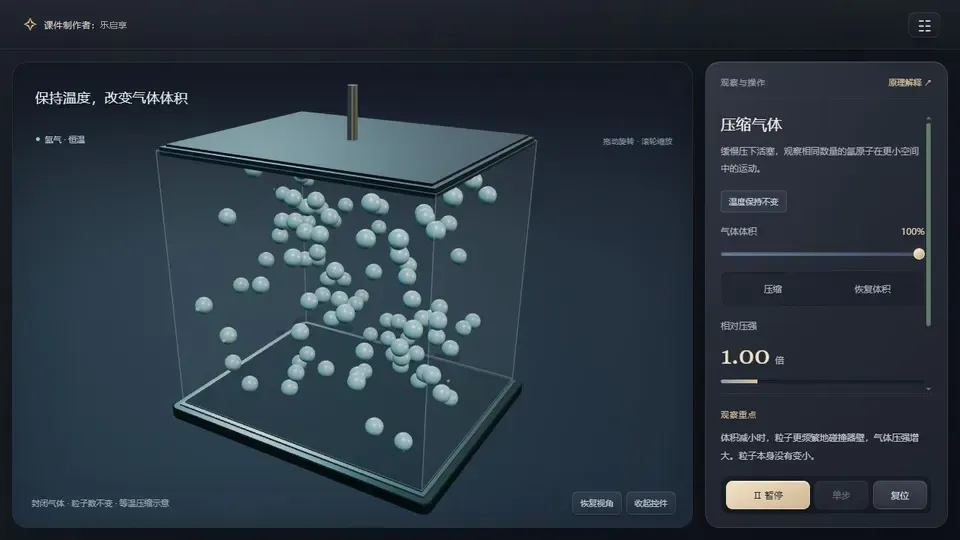 课件制作者：乐启享
保持温度，改变气体体积
氩气 · 恒温
拖动旋转 · 滚轮缩放
封闭气体 · 粒子数不变 · 等温压缩示意
恢复视角
收起控件
观察与操作
原理解释 ↗
压缩气体
缓慢压下活塞，观察相同数量的氩原子在更小空间
中的运动。
温度保持不变
气体体积
100%
压缩
恢复体积
相对压强
1.00 倍
观察重点
体积减小时，粒子更频繁地碰撞器壁，气体压强增
大。粒子本身没有变小。
暂停
单步
复位